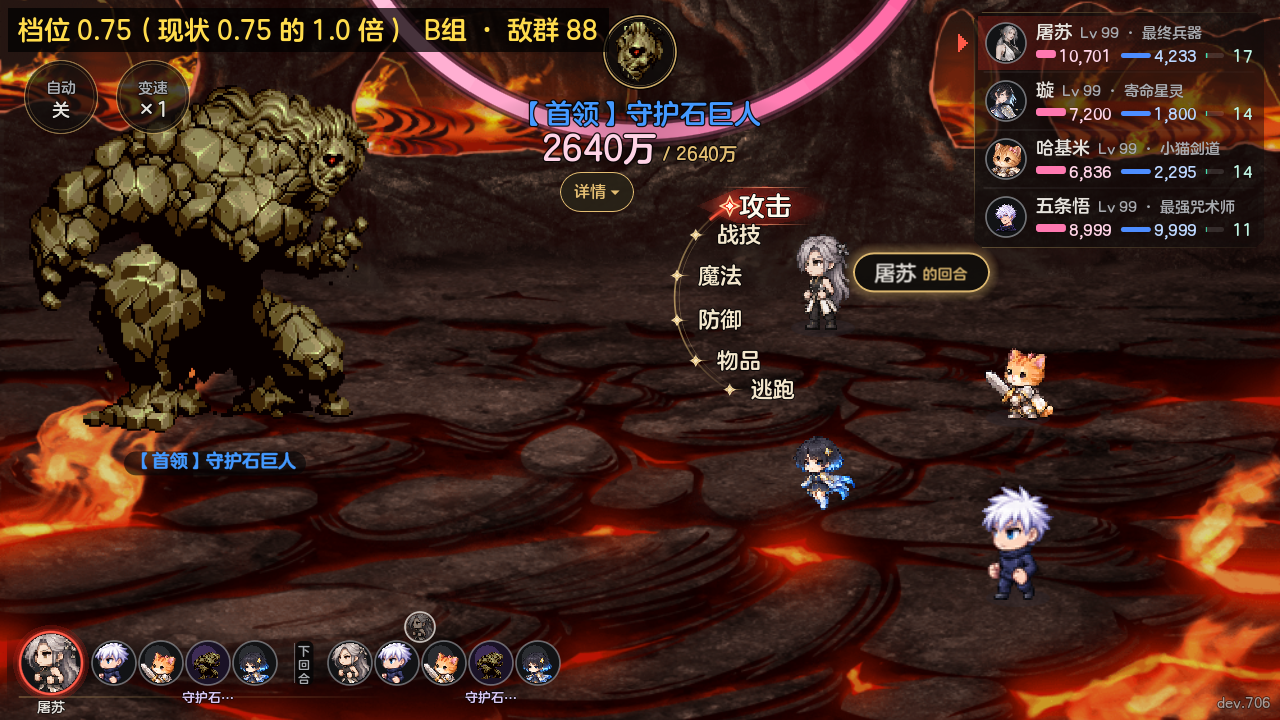 档位 0.75 ( 现状 0.75 的 1.0 倍 )   B组 · 敌群 88
自动
关
变速
×1
【首领】守护石巨人
2640万 / 2640万
详情
屠苏 Lv 99 · 最终兵器
10,701 4,233 17
璇 Lv 99 · 寄命星灵
7,200 1,800 14
哈基米 Lv 99 · 小猫剑道
6,836 2,295 14
五条悟 Lv 99 · 最强咒术师
8,999 9,999 11
攻击
战技
魔法
防御
物品
逃跑
屠苏 的回合
【首领】守护石巨人
屠苏
守护石···
下回合
守护石···
dev.706